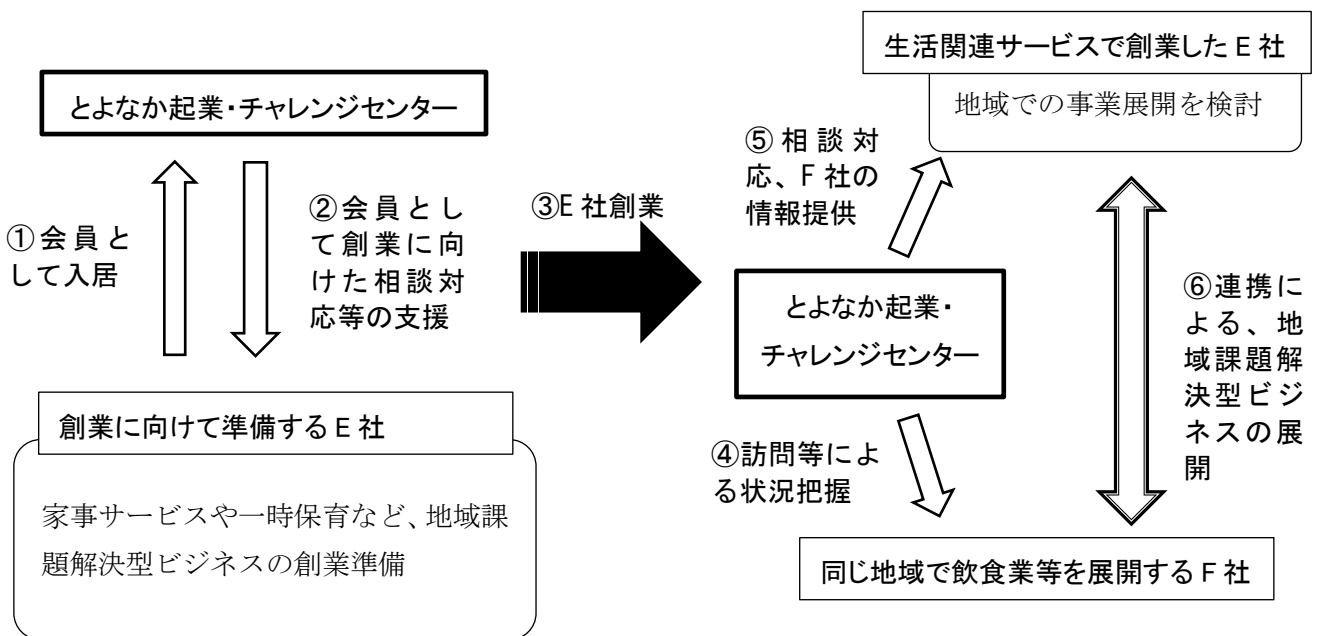 とよなか起業・チャレンジセンター
①会員と
して入居
②会員とし
て創業に向
けた相談対
応等の支援
創業に向けて準備するE社
家事サービスや一時保育など、地域課
題解決型ビジネスの創業準備
③E社創業
生活関連サービスで創業したE社
地域での事業展開を検討
⑤相談対
応、F社の
情報提供
とよなか起業・
チャレンジセンター
④訪問等によ
る状況把握
⑥連携に
よる、地
域課題解
決型ビジ
ネスの展
開
同じ地域で飲食業等を展開するF社